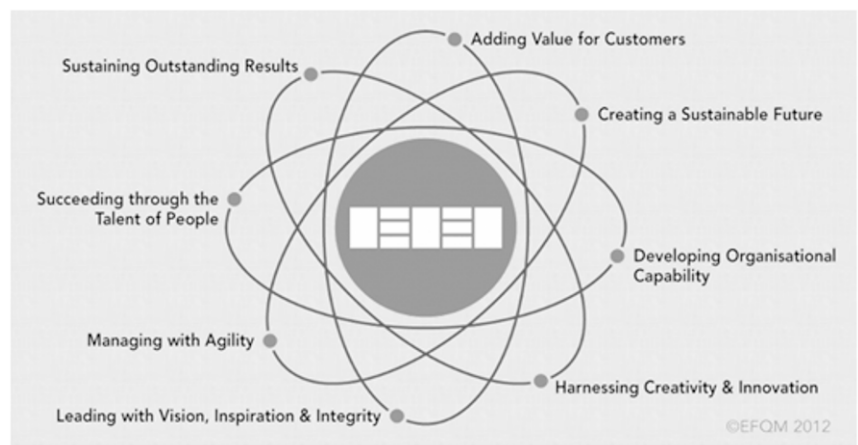 Adding Value for Customers
Sustaining Outstanding Results
Creating a Sustainable Future
Succeeding through the
Talent of People
Developing Organisational
Capability
Managing with Agility
Harnessing Creativity & Innovation
Leading with Vision, Inspiration & Integrity
©EFQM 2012